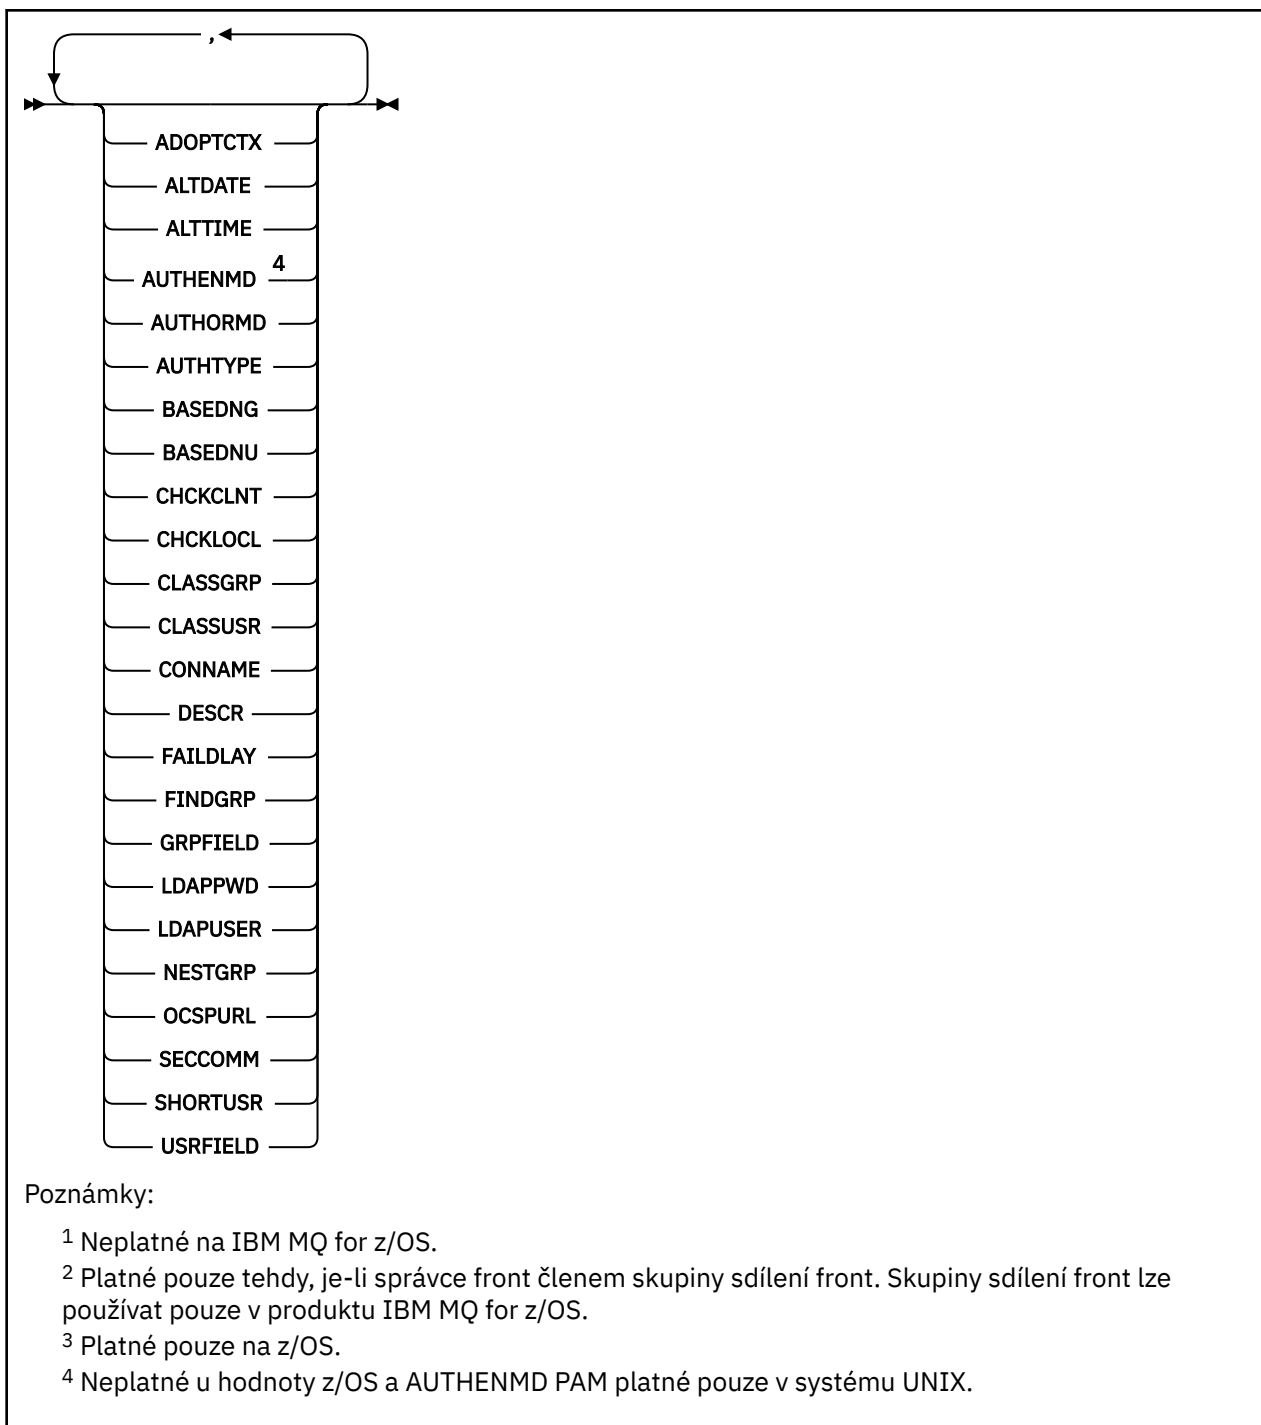 ,
ADOPTCTX
ALTDATE
ALTTIME
AUTHENMD 4
AUTHORMD
AUTHTYPE
BASEDNG
BASEDNU
CHCKCLNT
CHCKLOCL
CLASSGRP
CLASSUSR
CONNAME
DESCR
FAILDLAY
FINDGRP
GRPFIELD
LDAPPWD
LDAPUSER
NESTGRP
OCSPURL
SECCOMM
SHORTUSR
USRFIELD
Poznámky:
1 Neplatné na IBM MQ for z/OS.
2 Platné pouze tehdy, je-li správce front členem skupiny sdílení front. Skupiny sdílení front lze
používat pouze v produktu IBM MQ for z/OS.
3 Platné pouze na z/OS.
4 Neplatné u hodnoty z/OS a AUTHENMD PAM platné pouze v systému UNIX.